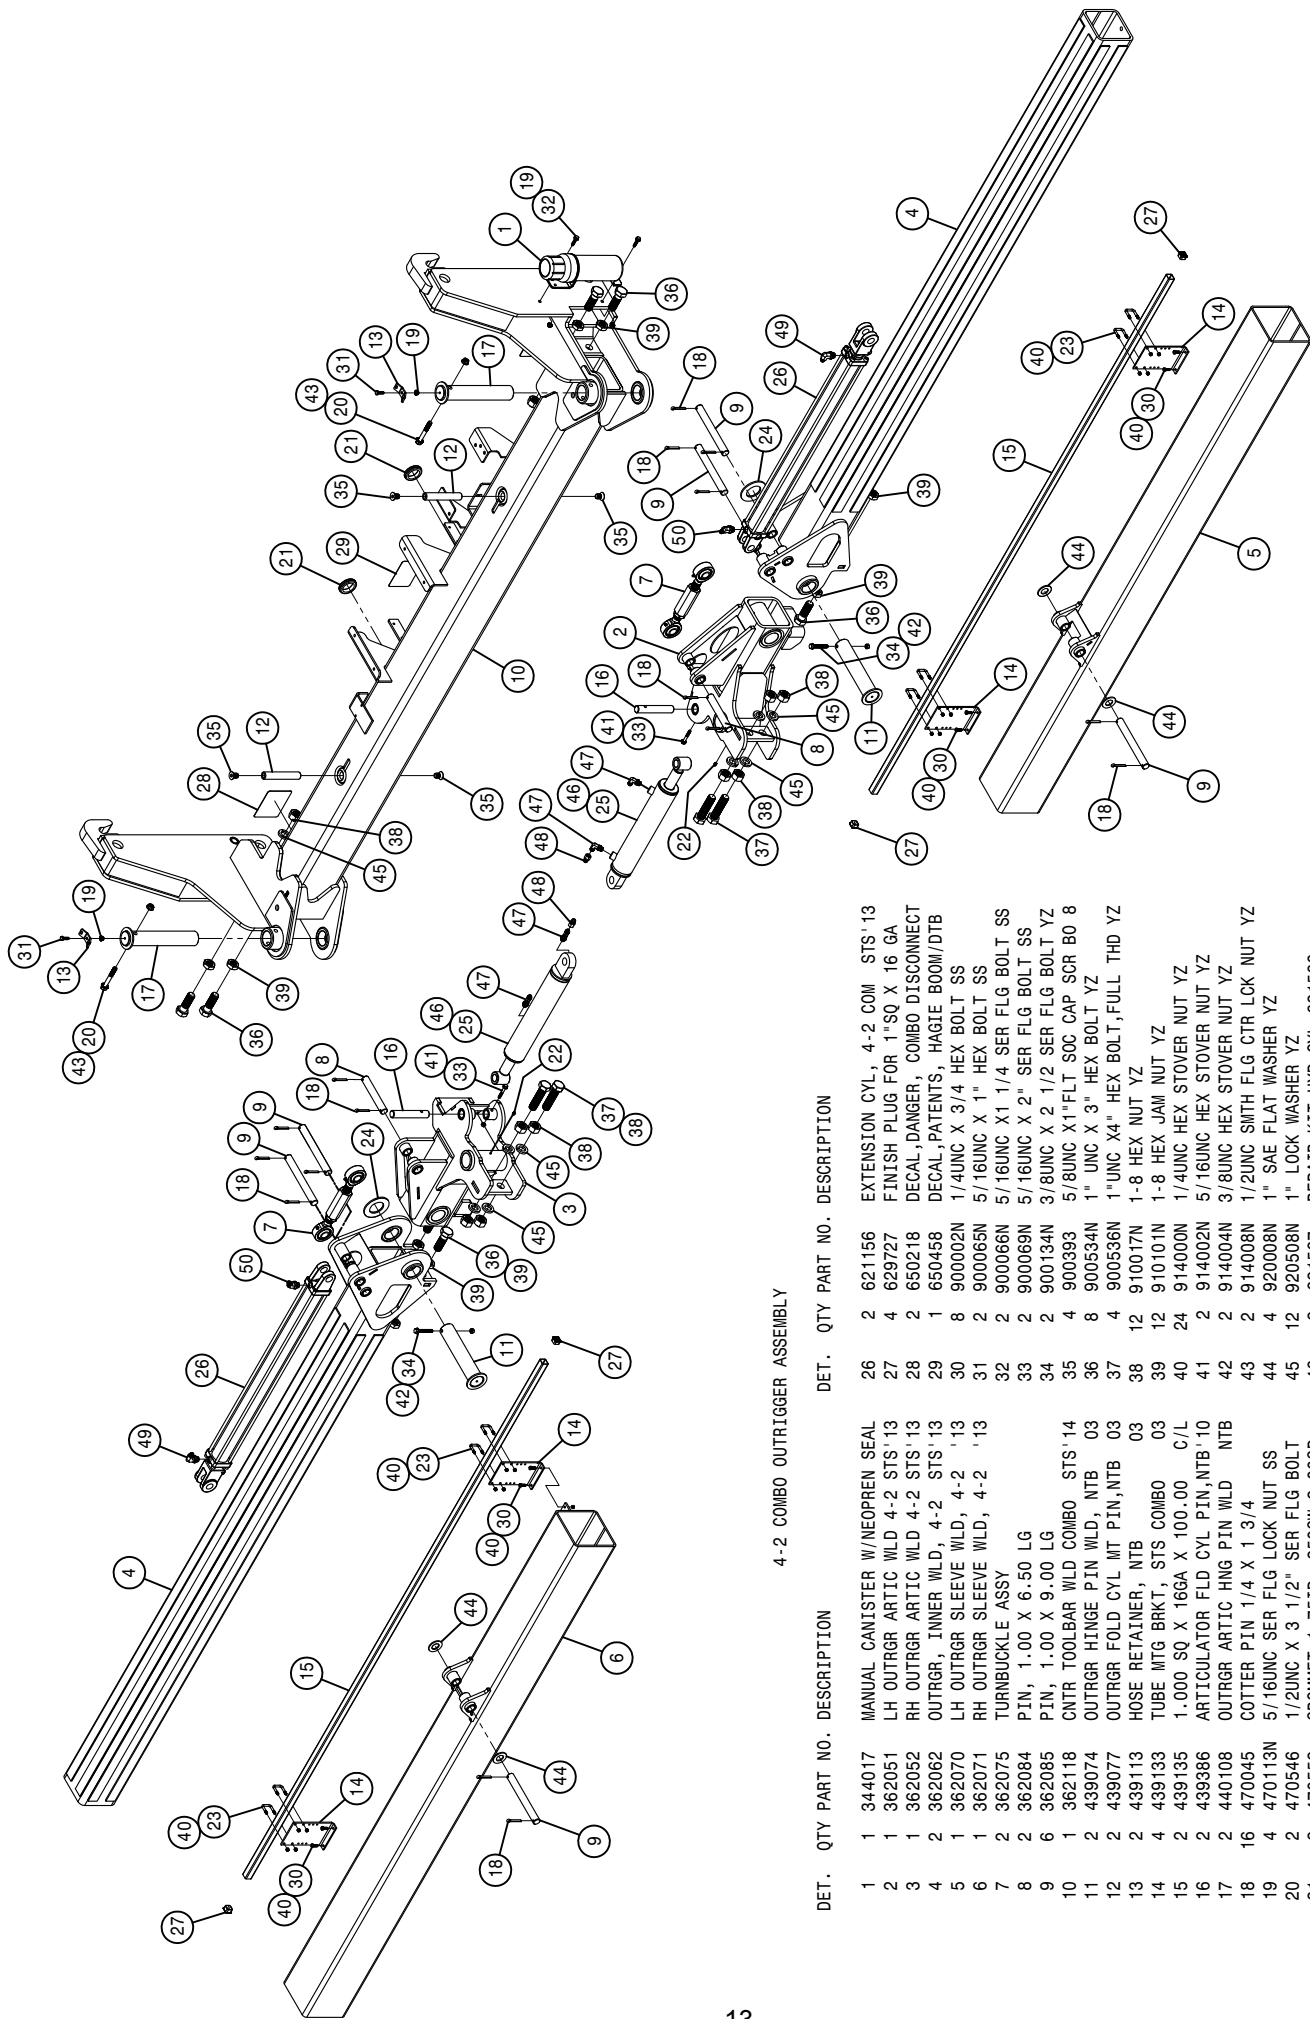 4-2 COMBO OUTRIGGER ASSEMBLY
DET. QTY PART NO. DESCRIPTION
1 1 344017 MANUAL CANISTER W/NEOPREN SEAL
2 1 362051 LH OUTRGR ARTIC WLD 4-2 STS'13
3 1 362052 RH OUTRGR ARTIC WLD 4-2 STS'13
4 2 362062 OUTRGR, INNER WLD, 4-2 STS'13
5 1 362070 LH OUTRGR SLEEVE WLD, 4-2 '13
6 1 362071 RH OUTRGR SLEEVE WLD, 4-2 '13
7 2 362075 TURNBUCKLE ASSY
8 2 362084 PIN, 1.00 X 6.50 LG
9 6 362085 PIN, 1.00 X 9.00 LG
10 1 362118 CNTR TOOLBAR WLD COMBO STS'14
11 2 439074 OUTRGR HINGE PIN WLD, NTB 03
12 2 439077 OUTRGR FOLD CYL MT PIN,NTB 03
13 2 439113 HOSE RETAINER, NTB 03
14 4 439133 TUBE MTG BRKT, STS COMBO 03
15 2 439135 1.000 SQ X 16GA X 100.00 C/L
16 2 439386 ARTICULATOR FLD CYL PIN,NTB'10
17 2 440108 OUTRGR ARTIC HNG PIN WLD NTB
18 16 470045 COTTER PIN 1/4 X 1 3/4
19 4 470113N 5/16UNC SER FLG LOCK NUT SS
20 2 470546 1/2UNC X 3 1/2" SER FLG BOLT
DET. QTY PART NO. DESCRIPTION
26 2 621156 EXTENSION CYL, 4-2 COM STS'13
27 4 629727 FINISH PLUG FOR 1"SQ X 16 GA
28 2 650218 DECAL,DANGER, COMBO DISCONNECT
29 1 650458 DECAL,PATENTS, HAGIE BOOM/DTB
30 8 900002N 1/4UNC X 3/4 HEX BOLT SS
31 2 900065N 5/16UNC X 1" HEX BOLT SS
32 2 900066N 5/16UNC X1 1/4 SER FLG BOLT SS
33 2 900069N 5/16UNC X 2" SER FLG BOLT SS
34 2 900134N 3/8UNC X 2 1/2 SER FLG BOLT YZ
35 4 900393 5/8UNC X1"FLT SOC CAP SCR BO 8
36 8 900534N 1" UNC X 3" HEX BOLT YZ
37 4 900536N 1"UNC X4" HEX BOLT,FULL THD YZ
38 12 910017N 1-8 HEX NUT YZ
39 12 910101N 1-8 HEX JAM NUT YZ
40 24 914000N 1/4UNC HEX STOVER NUT YZ
41 2 914002N 5/16UNC HEX STOVER NUT YZ
42 2 914004N 3/8UNC HEX STOVER NUT YZ
43 2 914008N 1/2UNC SMTH FLG CTR LCK NUT YZ
44 4 920008N 1" SAE FLAT WASHER YZ
45 12 920508N 1" LOCK WASHER YZ